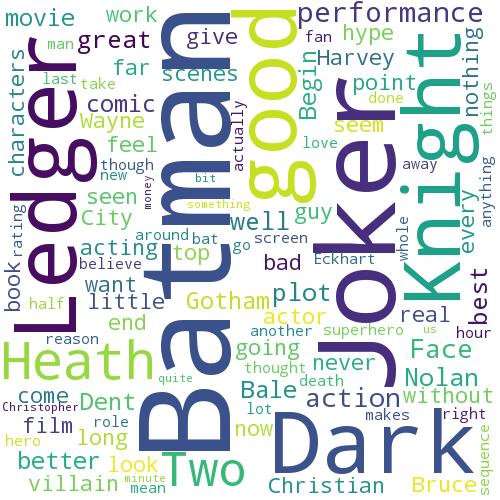 movie
work
performance
man
great
give
fan
hype
Begin
Harvey
nothing
last
take
far
scenes
point
done
things
characters
comic
Wayne
actually
seem
Ledger
Batman
good
Joker
Knight
though
feel
love
new
bit
money
away
every
anything
seen
something
City
well
guy
whole
book
rating
around
bat
go
screen
acting
top
believe
bad
Eckhart
want
best
half
little
Gotham
plot
real
end
actor
another
superhero
us
hour
reason
going
never
Face
Heath
thought
quite
death
Nolan
come
Dent
Bale
action
without
Christopher
role
lot
makes
right
film
long
now
Dark
hero
better
look
Two
sequence
villain
mean
minute
Christian
Bruce